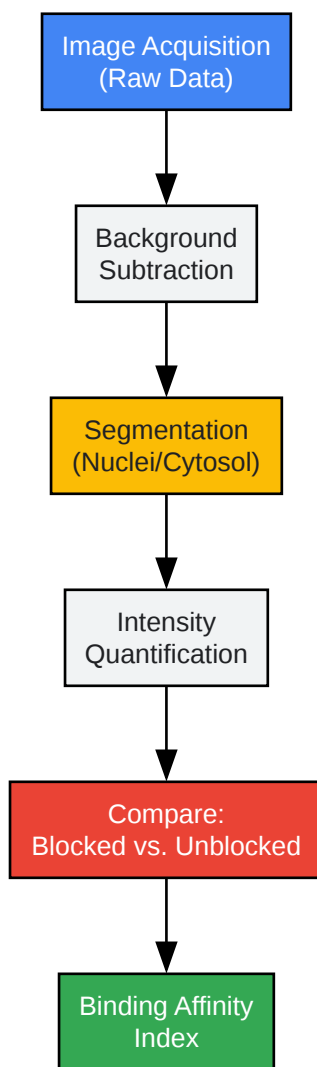 Image Acquisition
(Raw Data)
Background
Subtraction
Segmentation
(Nuclei/Cytosol)
Intensity
Quantification
Compare:
Blocked vs. Unblocked
Binding Affinity
Index